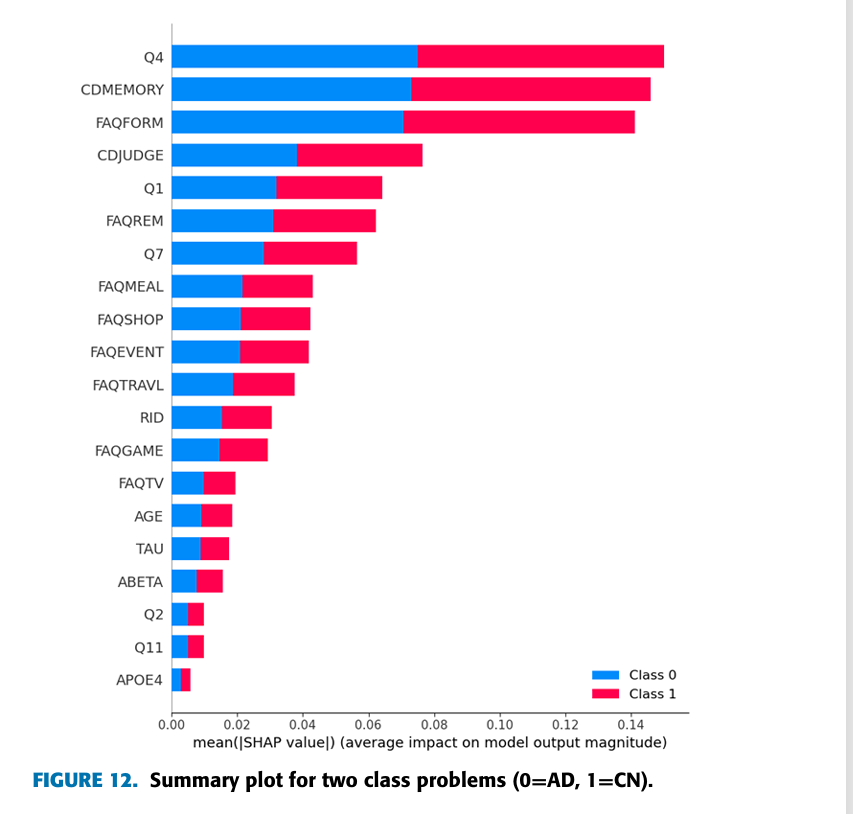 Q4
CDMEMORY
FAQFORM
CDJUDGE
Q1
FAQREM
Q7
FAQMEAL
FAQSHOP
FAQEVENT
FAQTRAVL
RID
FAQGAME
FAQTV
AGE
TAU
ABETA
Q2
Q11
APOE4
Class 0
Class 1
0.00 0.02 0.04 0.06 0.08 0.10 0.12 0.14
mean(|SHAP value|) (average impact on model output magnitude)
FIGURE 12. Summary plot for two class problems (0=AD, 1=CN).